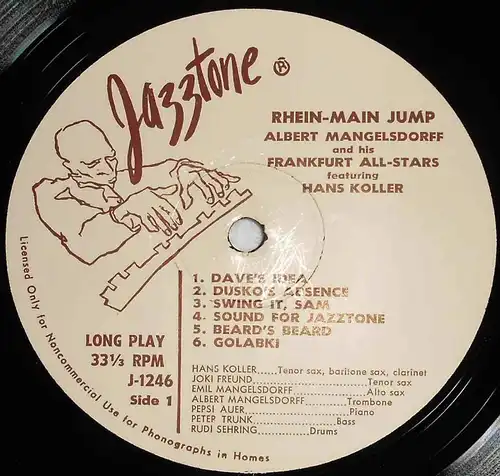 Jazztone ®
RHEIN-MAIN JUMP
ALBERT MANGELSDORFF
and his
FRANKFURT ALL-STARS
featuring
HANS KOLLER
1. DAVE'S IDEA
2. DUSKO'S ABSENCE
3. SWING IT, SAM
4. SOUND FOR JAZZTONE
5. BEARD'S BEARD
6. GOLABKI
LONG PLAY
33⅓ RPM
J-1246
Side 1
HANS KOLLER......Tenor sax, baritone sax, clarinet
JOKI FREUND..............................Tenor sax
EMIL MANGELSDORFF....................Alto sax
ALBERT MANGELSDORFF...........Trombone
PEPSI AUER..........................Piano
PETEP TRUNK......................Bass
RUDI SEHRING..............Drums
Licensed Only for Noncommercial Use for Phonographs in Homes